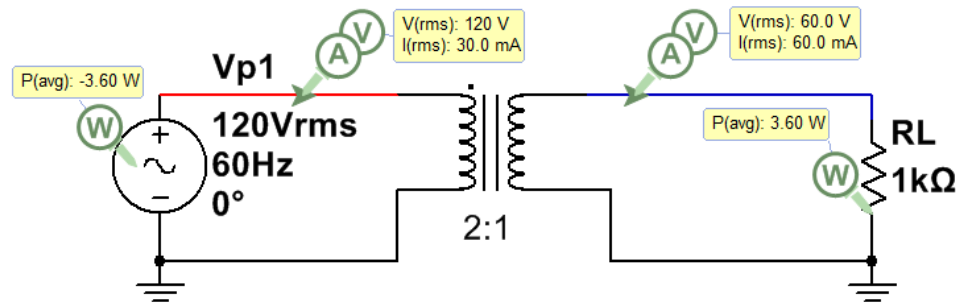 V(rms): 120 V
I(rms): 30.0 mA
V
A
V(rms): 60.0 V
I(rms): 60.0 mA
V
A
P(avg): -3.60 W
W
Vp1
120Vrms
60Hz
0°
2:1
P(avg): 3.60 W
W
RL
1kΩ